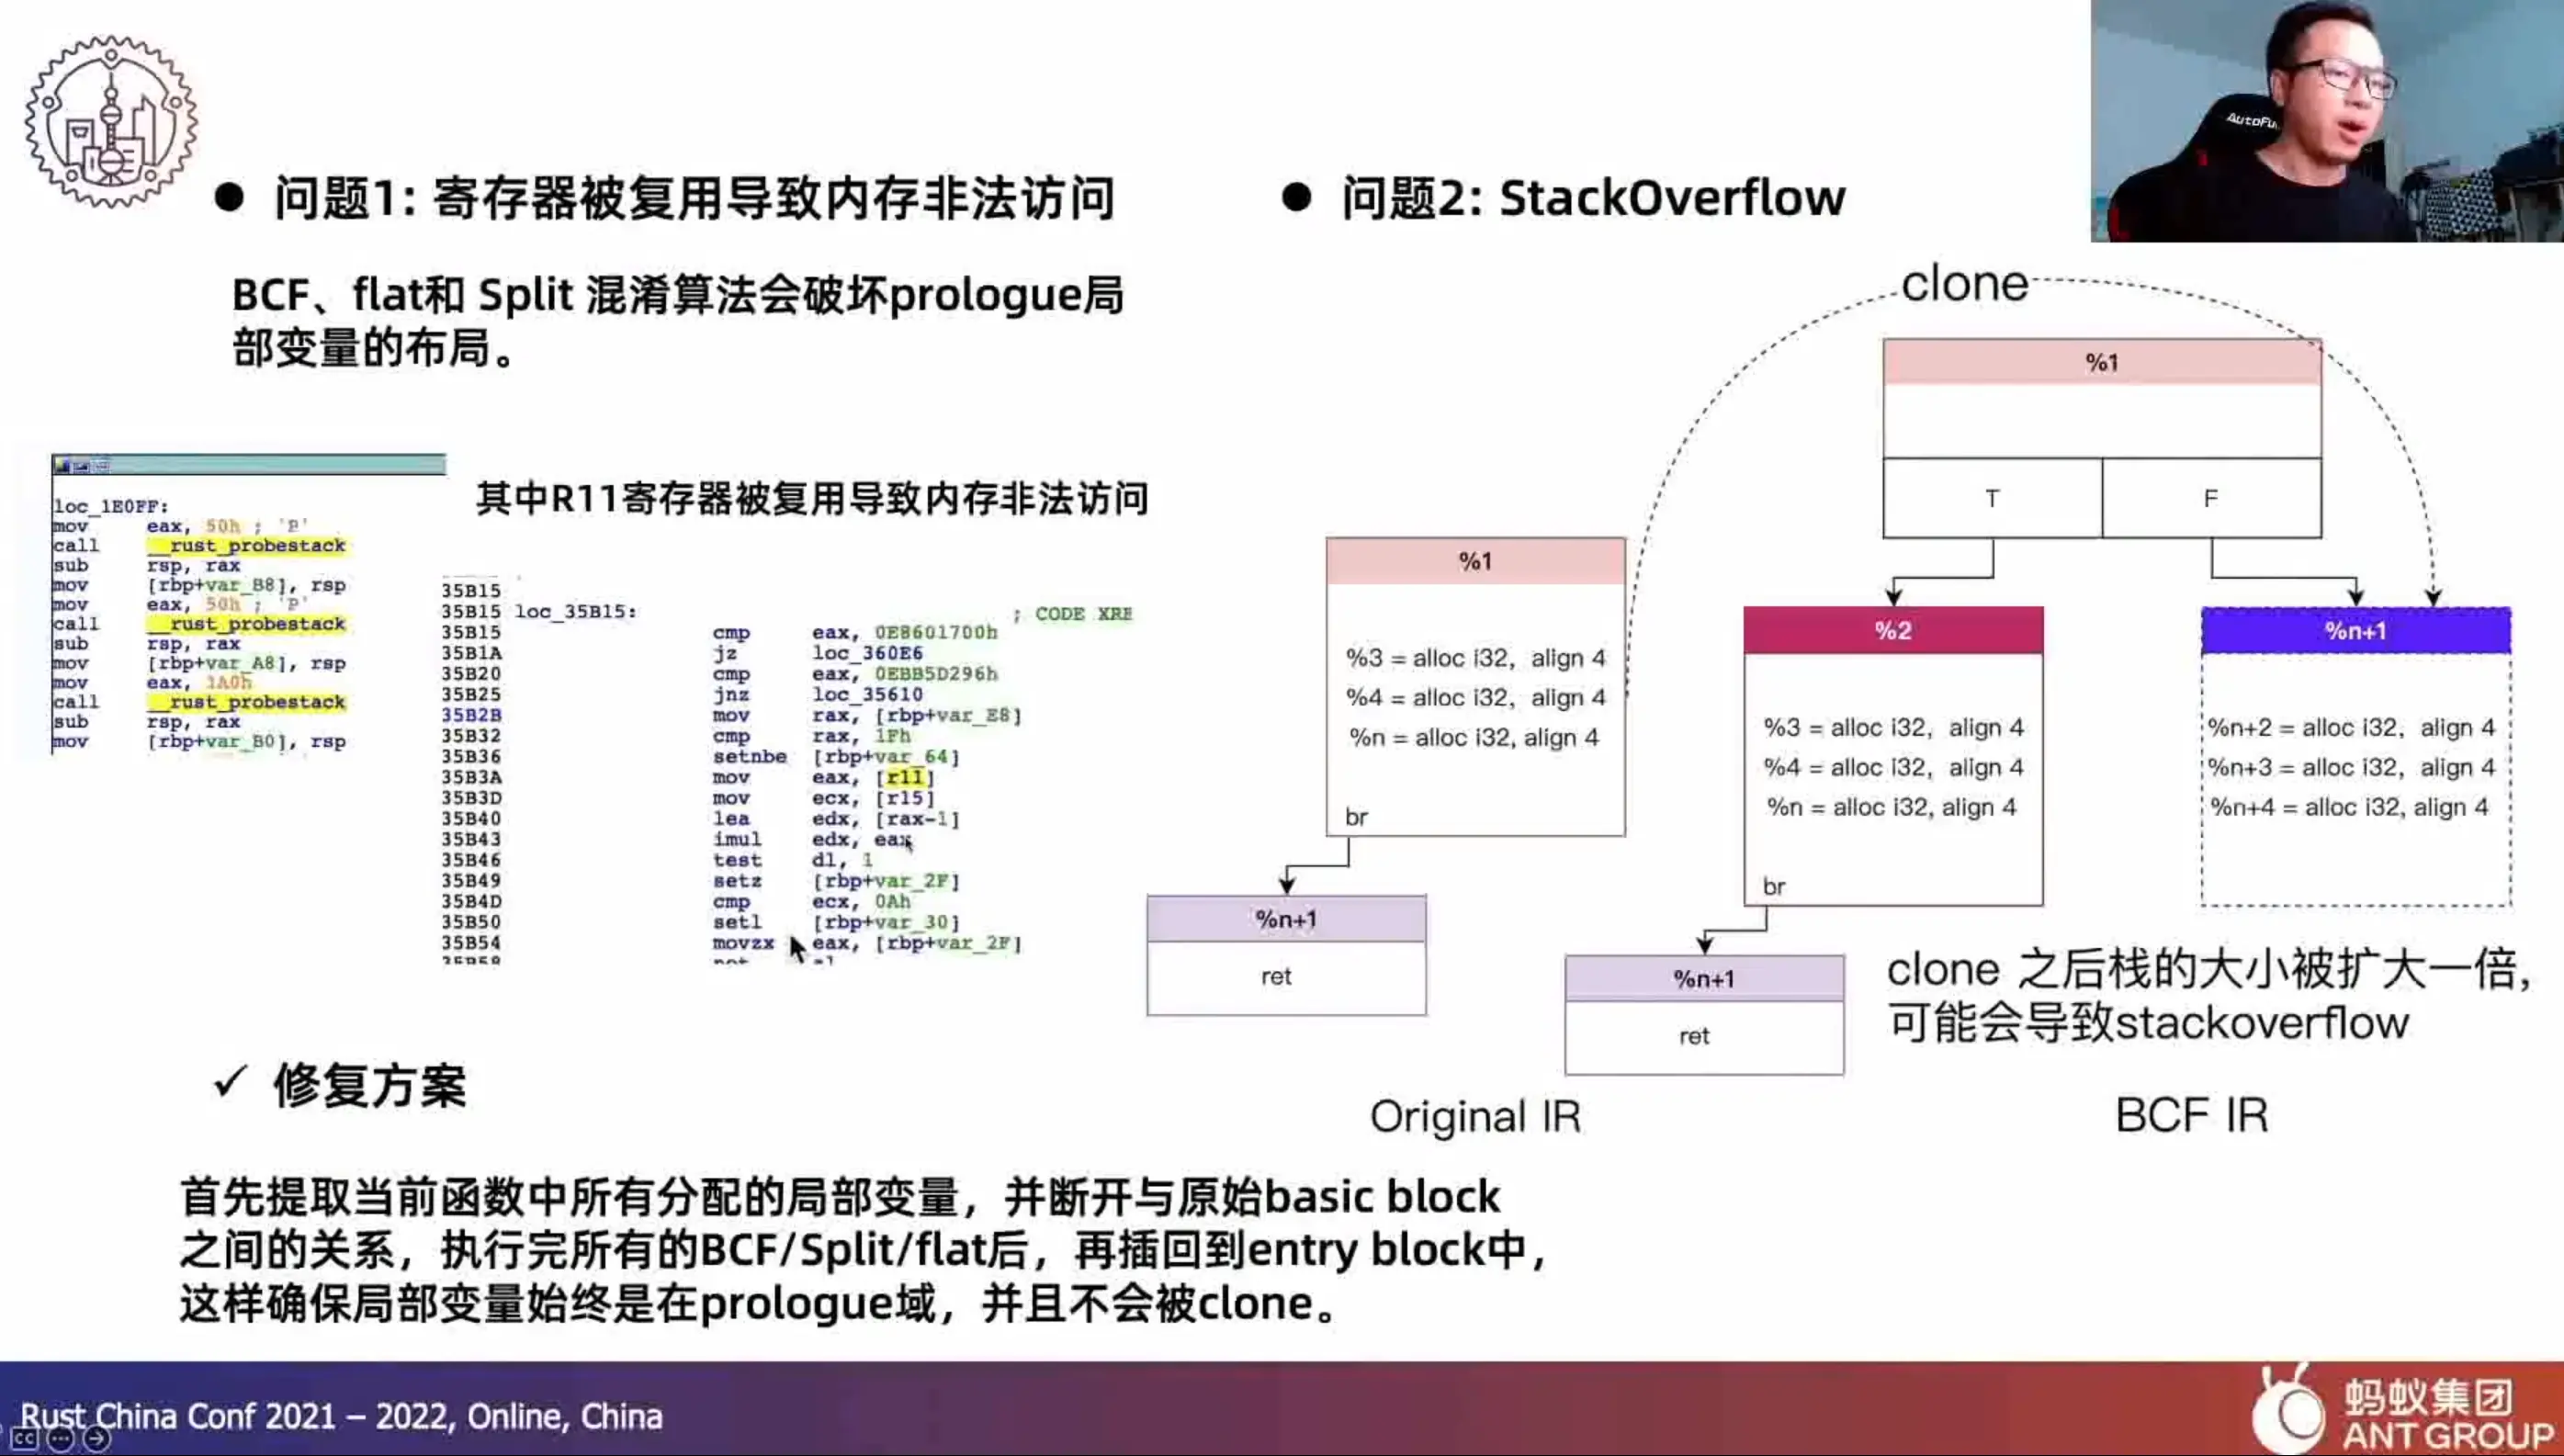 AutoFu
● 问题1: 寄存器被复用导致内存非法访问
BCF、flat和 Split 混淆算法会破坏prologue局
部变量的布局。
loc_1E0FF:
mov eax, 50h ; 'P'
call __rust_probestack
sub rsp, rax
mov [rbp+var_B8], rsp
mov eax, 50h ; 'P'
call __rust_probestack
sub rsp, rax
mov [rbp+var_A8], rsp
mov eax, 1A0h
call __rust_probestack
sub rsp, rax
mov [rbp+var_B0], rsp
其中R11寄存器被复用导致内存非法访问
35B15
35B15 loc_35B15: ; CODE XRE
35B15 cmp eax, 0E8601700h
35B1A jz loc_360E6
35B20 cmp eax, 0EBB5D296h
35B25 jnz loc_35610
35B2B mov rax, [rbp+var_E8]
35B32 cmp rax, 1Fh
35B36 setnbe [rbp+var_64]
35B3A mov eax, [r11]
35B3D mov ecx, [r15]
35B40 lea edx, [rax-1]
35B43 imul edx, eax
35B46 test dl, 1
35B49 setz [rbp+var_2F]
35B4D cmp ecx, 0Ah
35B50 setl [rbp+var_30]
35B54 movzx eax, [rbp+var_2F]
● 问题2: StackOverflow
clone
%1
%3 = alloc i32, align 4
%4 = alloc i32, align 4
%n = alloc i32, align 4
br
%n+1
ret
Original IR
%1
T F
%2
%3 = alloc i32, align 4
%4 = alloc i32, align 4
%n = alloc i32, align 4
br
%n+1
ret
%n+1
%n+2 = alloc i32, align 4
%n+3 = alloc i32, align 4
%n+4 = alloc i32, align 4
clone 之后栈的大小被扩大一倍,
可能会导致stackoverflow
BCF IR
✓ 修复方案
首先提取当前函数中所有分配的局部变量，并断开与原始basic block
之间的关系，执行完所有的BCF/Split/flat后，再插回到entry block中，
这样确保局部变量始终是在prologue域，并且不会被clone。
Rust China Conf 2021 – 2022, Online, China
CC
蚂蚁集团
ANT GROUP